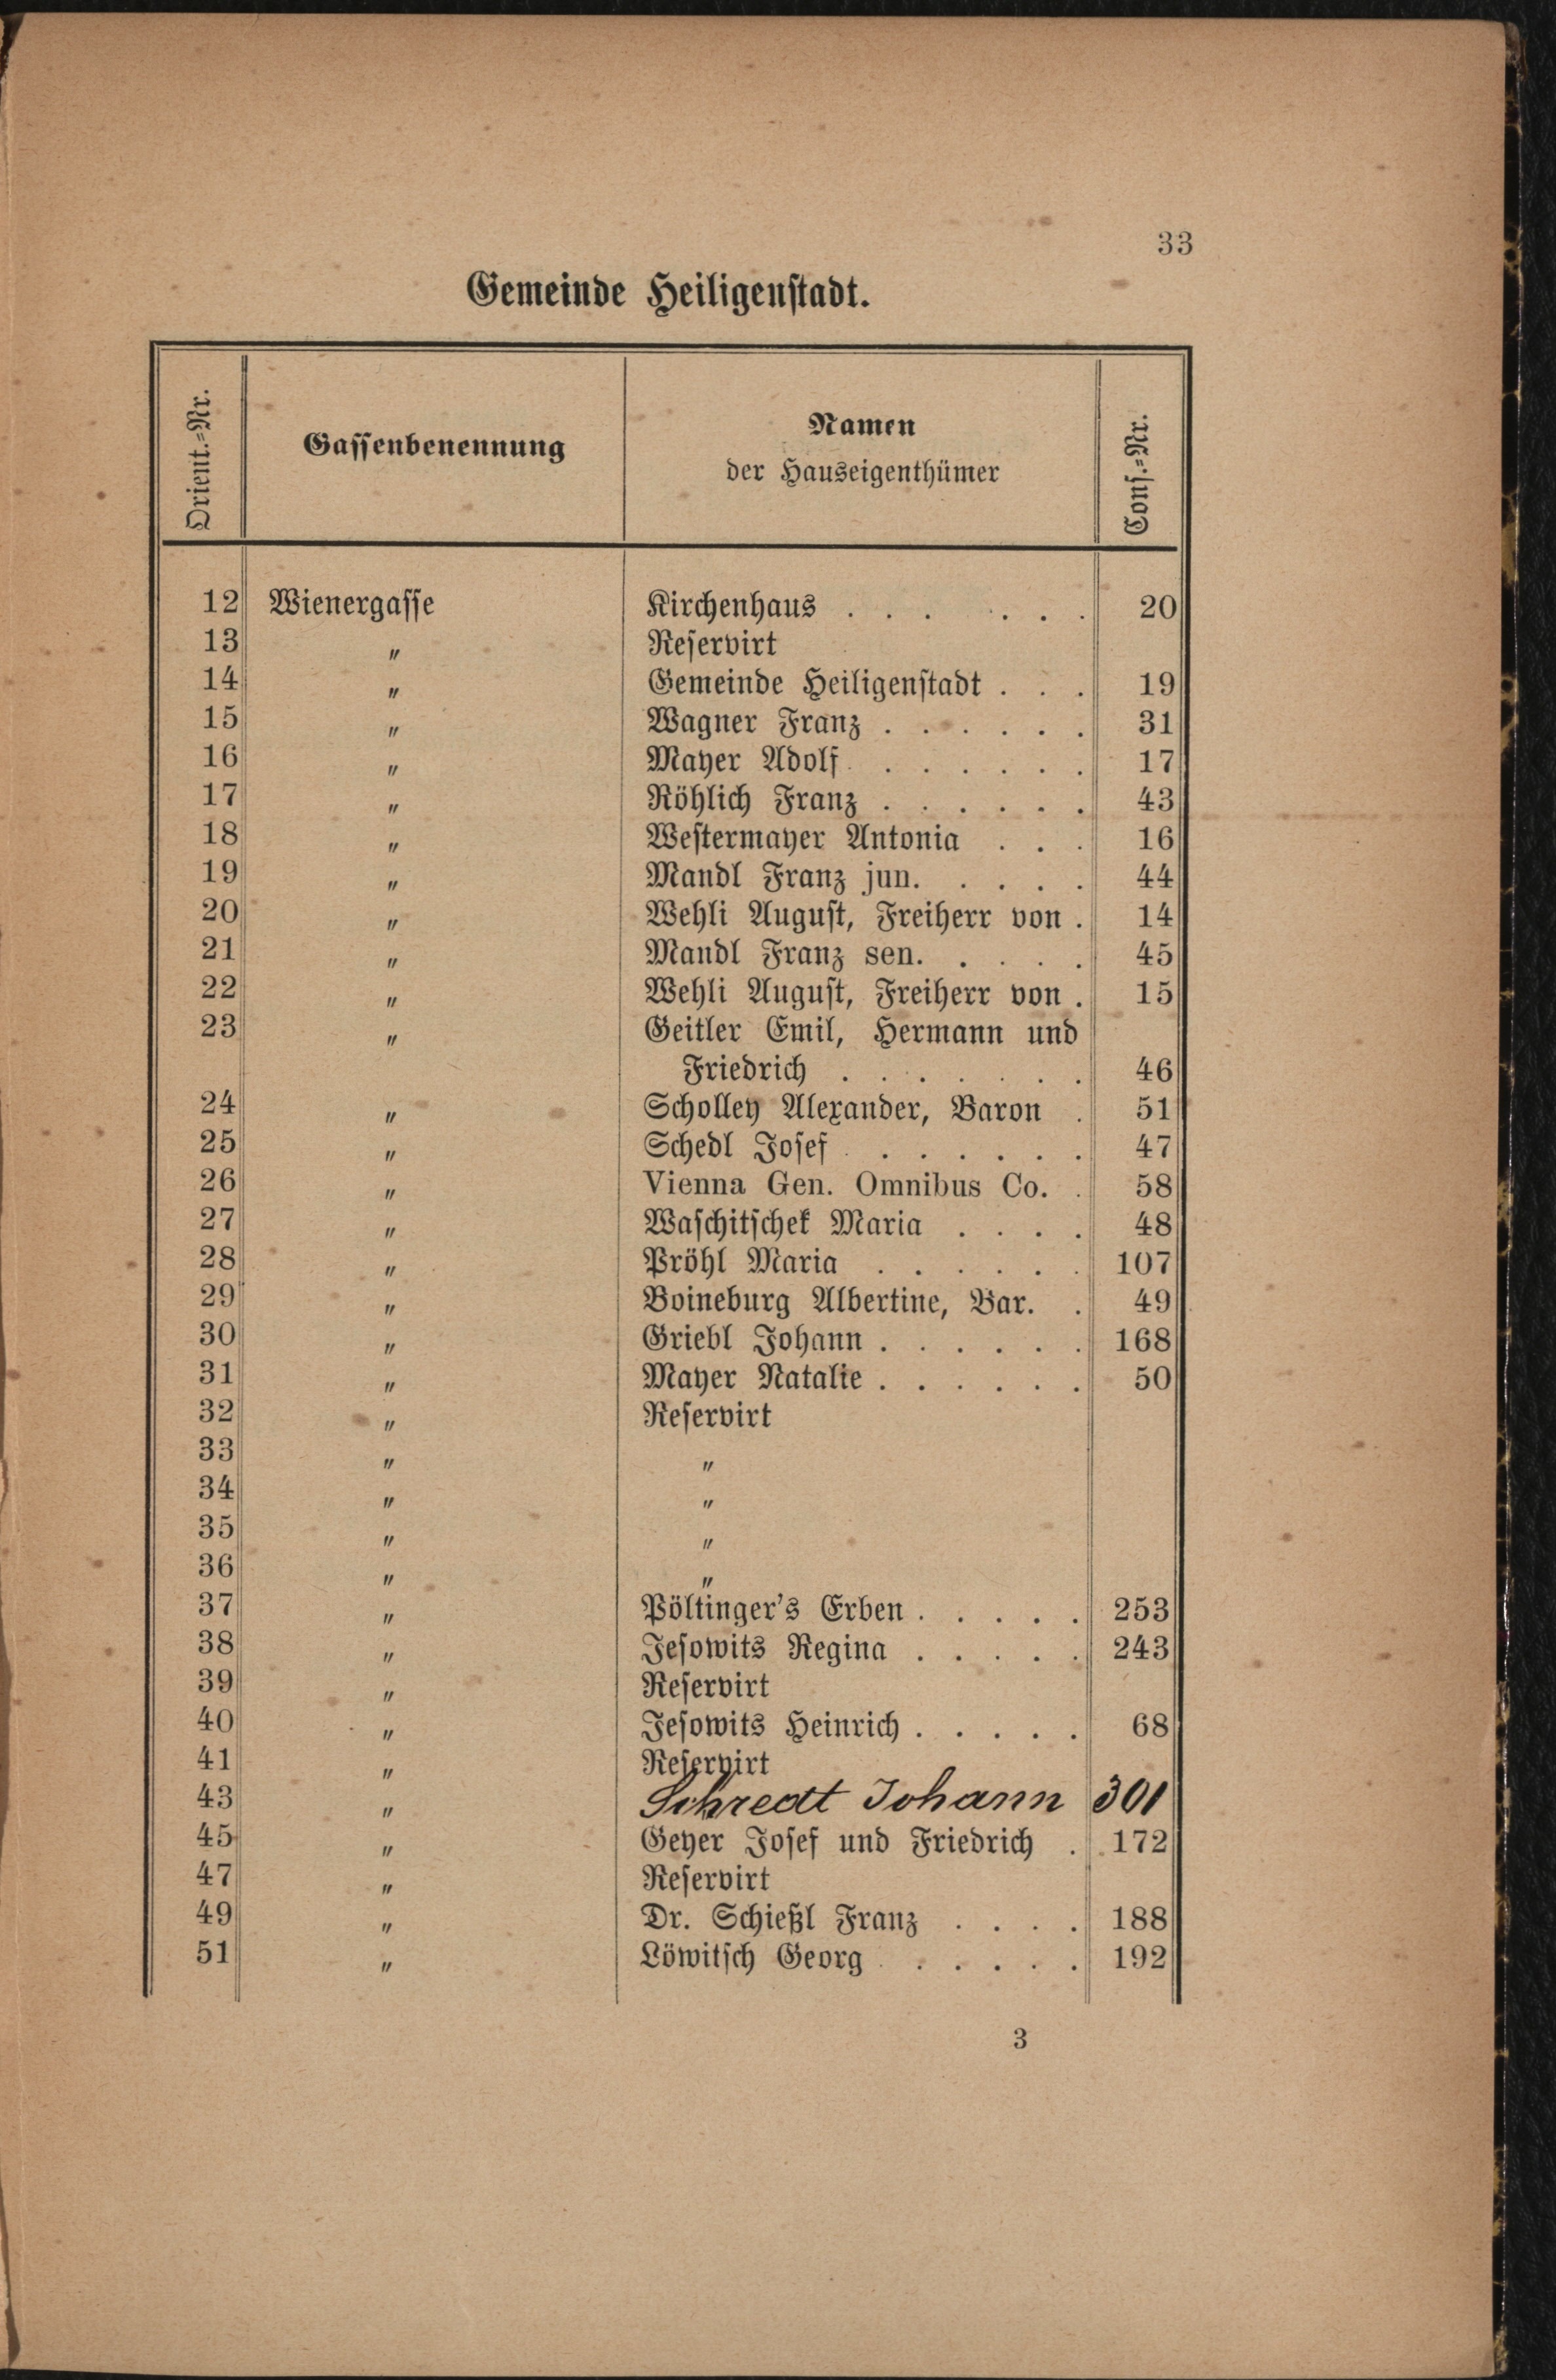 33
Gemeinde Heiligenstadt.
Orient.-Nr. Gassenbenennung Namen der Hauseigenthümer Cons.-Nr.
12 Wienergasse Kirchenhaus . . . . . . 20
13 " Reservirt
14 " Gemeinde Heiligenstadt . . . 19
15 " Wagner Franz . . . . . . 31
16 " Mayer Adolf . . . . . . . 17
17 " Röhlich Franz . . . . . . 43
18 " Westermayer Antonia . . . 16
19 " Mandl Franz jun. . . . . 44
20 " Wehli August, Freiherr von . 14
21 " Mandl Franz sen. . . . . 45
22 " Wehli August, Freiherr von . 15
23 " Geitler Emil, Hermann und
Friedrich . . . . . . . 46
24 " Scholley Alexander, Baron . 51
25 " Schedl Josef . . . . . . . 47
26 " Vienna Gen. Omnibus Co. . 58
27 " Waschitschek Maria . . . . 48
28 " Pröhl Maria . . . . . . 107
29 " Boineburg Albertine, Bar. . 49
30 " Griebl Johann . . . . . . 168
31 " Mayer Natalie . . . . . . 50
32 " Reservirt
33 " "
34 " "
35 " "
36 " "
37 " Pöltinger's Erben . . . . . 253
38 " Jesowits Regina . . . . . 243
39 " Reservirt
40 " Jesowits Heinrich . . . . . 68
41 " Reservirt
43 " Johann 301
45 " Geyer Josef und Friedrich . 172
47 " Reservirt
49 " Dr. Schießl Franz . . . . 188
51 " Löwitsch Georg . . . . . . 192
3